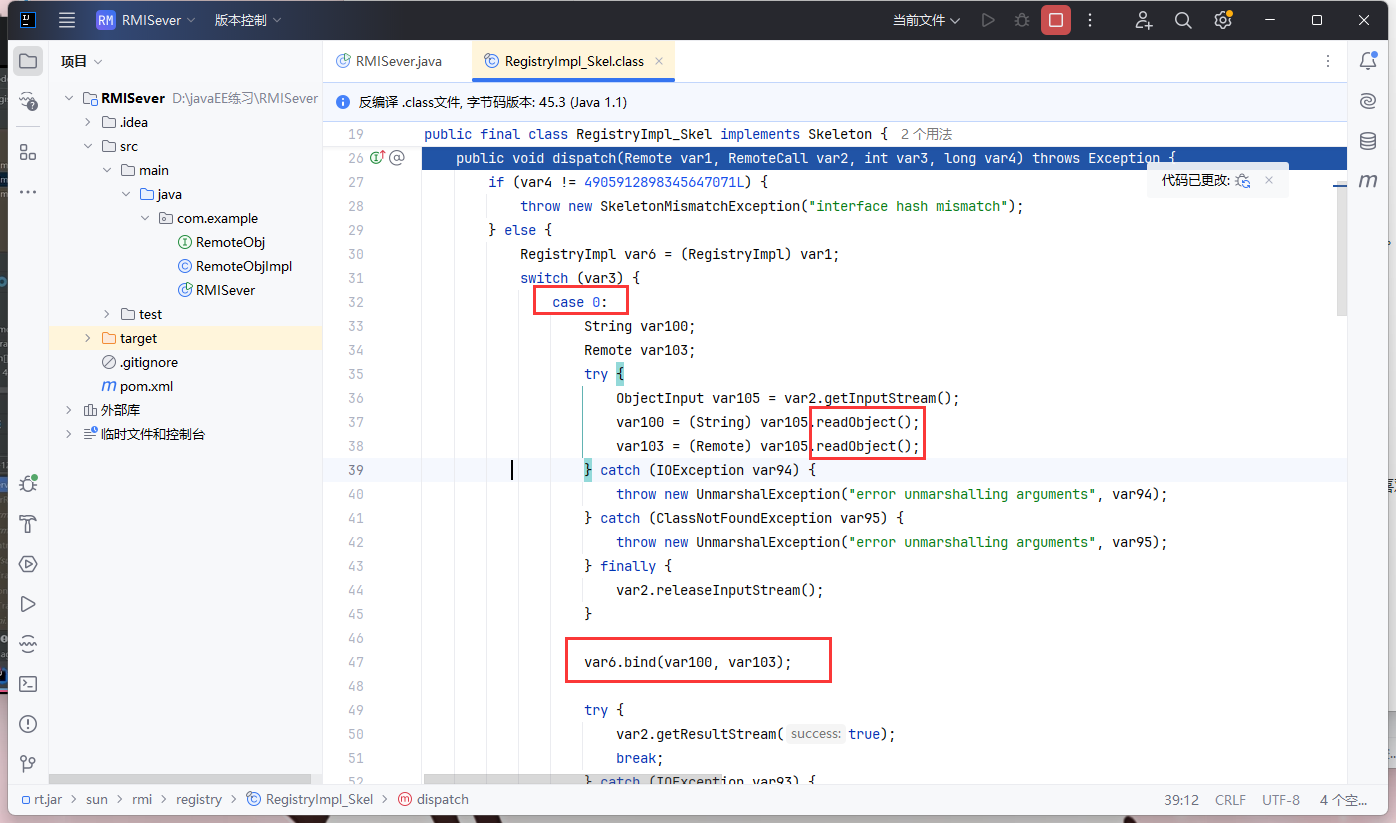 RM RMISever 版本控制 当前文件
项目
RMISever.java RegistryImpl_Skel.class
RMISever D:\javaEE练习\RMISever
.idea
src
main
java
com.example
RemoteObj
RemoteObjImpl
RMISever
test
target
.gitignore
pom.xml
外部库
临时文件和控制台
反编译 .class文件, 字节码版本: 45.3 (Java 1.1)
19 public final class RegistryImpl_Skel implements Skeleton { 2 个用法
26 public void dispatch(Remote var1, RemoteCall var2, int var3, long var4) throws Exception {
代码已更改:
27 if (var4 != 4905912898345647071L) {
28 throw new SkeletonMismatchException("interface hash mismatch");
29 } else {
30 RegistryImpl var6 = (RegistryImpl) var1;
31 switch (var3) {
32 case 0:
33 String var100;
34 Remote var103;
35 try {
36 ObjectInput var105 = var2.getInputStream();
37 var100 = (String) var105.readObject();
38 var103 = (Remote) var105.readObject();
39 } catch (IOException var94) {
40 throw new UnmarshalException("error unmarshalling arguments", var94);
41 } catch (ClassNotFoundException var95) {
42 throw new UnmarshalException("error unmarshalling arguments", var95);
43 } finally {
44 var2.releaseInputStream();
45 }
46
47 var6.bind(var100, var103);
48
49 try {
50 var2.getResultStream( success: true);
51 break;
52 } catch (IOException var93) {
rt.jar > sun > rmi > registry > RegistryImpl_Skel > dispatch
39:12 CRLF UTF-8 4 个空...